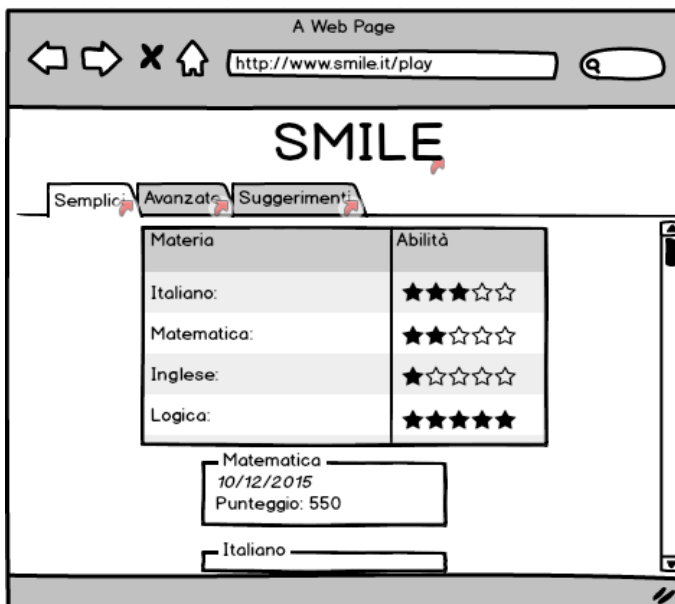 A Web Page
http://www.smile.it/play
SMILE
Semplici Avanzate Suggerimenti
Materia Abilità
Italiano:
Matematica:
Inglese:
Logica:
Matematica
10/12/2015
Punteggio: 550
Italiano